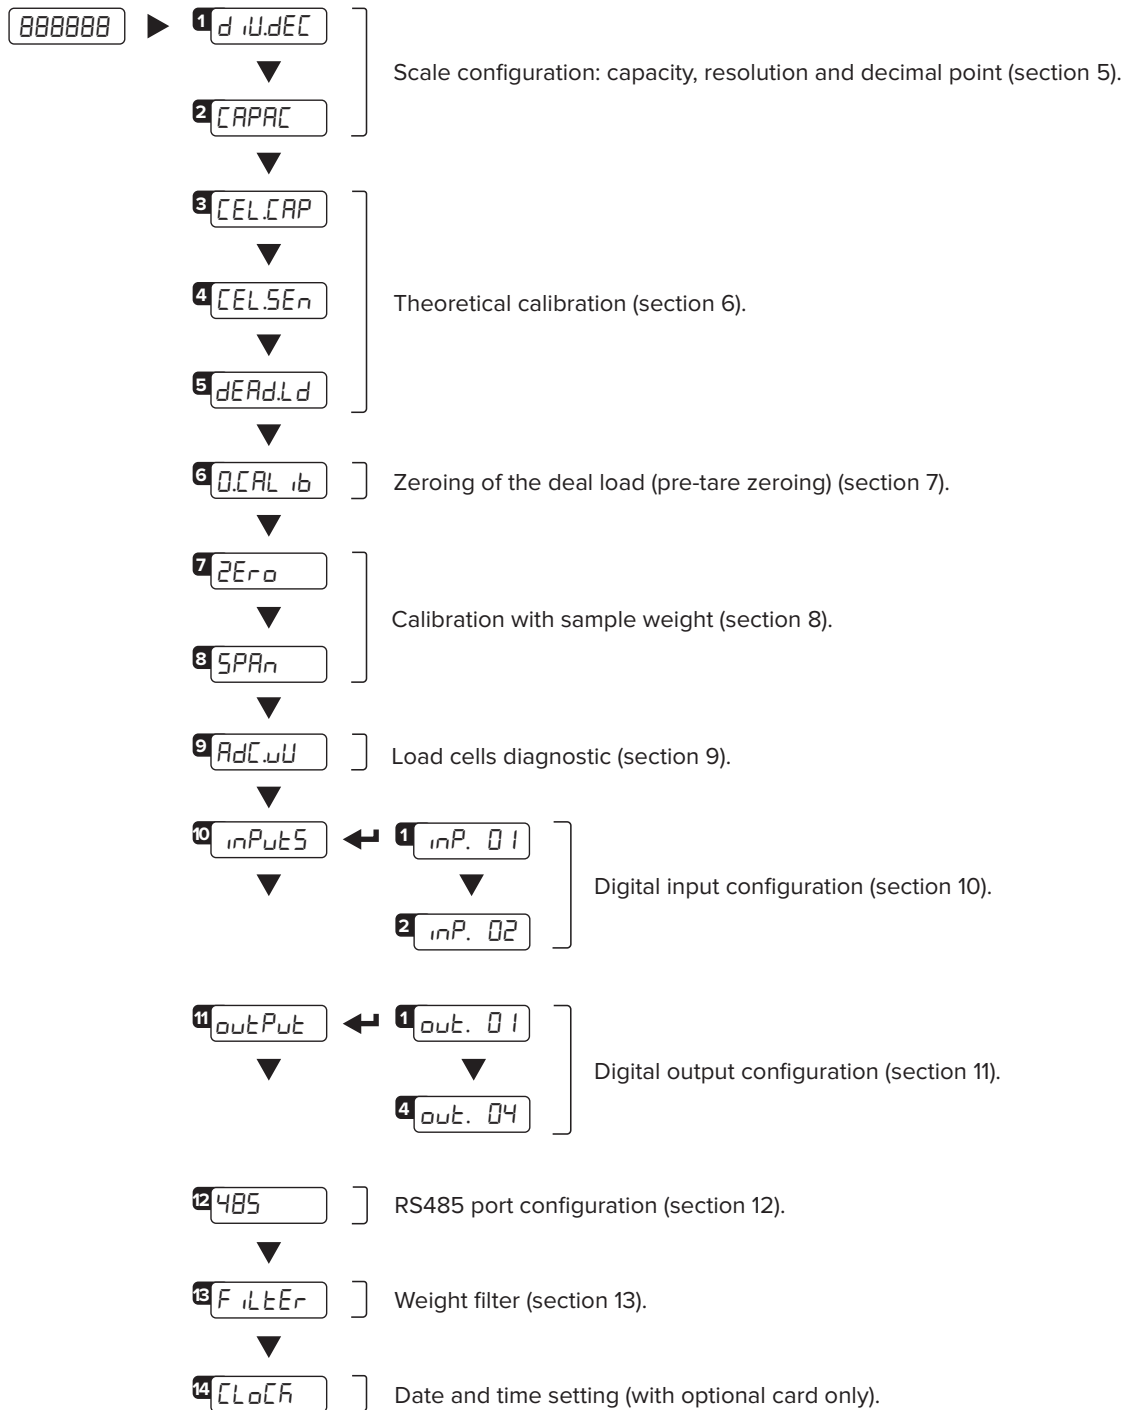 888888
1 diU.dEC
Scale configuration: capacity, resolution and decimal point (section 5).
2 CAPAC
3 CEL.CAP
4 CEL.SEn
Theoretical calibration (section 6).
5 dEAd.Ld
6 0.CALib
Zeroing of the deal load (pre-tare zeroing) (section 7).
7 ZEro
Calibration with sample weight (section 8).
8 SPAn
9 AdC.uU
Load cells diagnostic (section 9).
10 inPutS
1 inP. 01
Digital input configuration (section 10).
2 inP. 02
11 outPut
1 out. 01
Digital output configuration (section 11).
4 out. 04
12 485
RS485 port configuration (section 12).
13 FiLtEr
Weight filter (section 13).
14 CLoCK
Date and time setting (with optional card only).